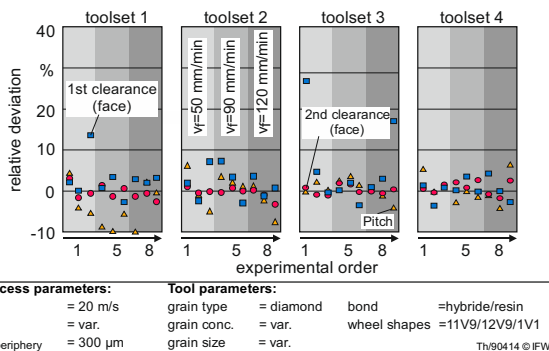 toolset 1 toolset 2 toolset 3 toolset 4
40
%
20
10
0
-10
relative deviation
1st clearance
(face)
vf=50 mm/min
vf=90 mm/min
vf=120 mm/min
2nd clearance
(face)
Pitch
1 5 8 1 5 8 1 5 8 1 5 8
experimental order
cess parameters: Tool parameters:
= 20 m/s grain type = diamond bond =hybride/resin
= var. grain conc. = var. wheel shapes =11V9/12V9/1V1
periphery = 300 µm grain size = var. Th/90414 © IFW